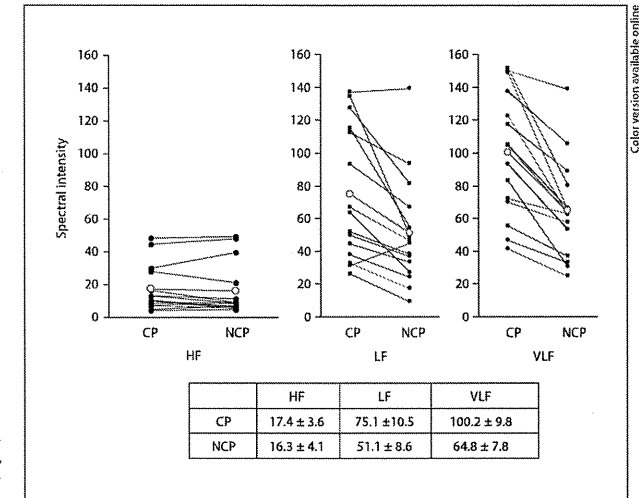 Color version available online
Spectral intensity
160 160 160
140 140 140
120 120 120
100 100 100
80 80 80
60 60 60
40 40 40
20 20 20
0 0 0
CP NCP CP NCP CP NCP
HF LF VLF
HF LF VLF
CP 17.4 ± 3.6 75.1 ±10.5 100.2 ± 9.8
NCP 16.3 ± 4.1 51.1 ± 8.6 64.8 ± 7.8